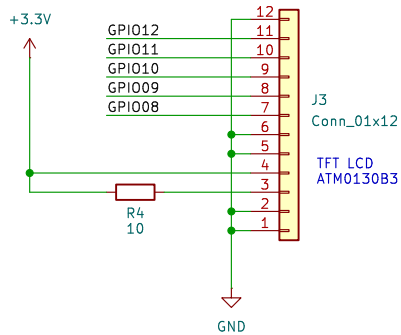 +3.3V
12
GPIO12
11
GPIO11
10
GPIO10
9
GPIO09
8
GPIO08
7
6
5
4
3
2
1
J3
Conn_01x12
TFT LCD
ATM0130B3
R4
10
GND